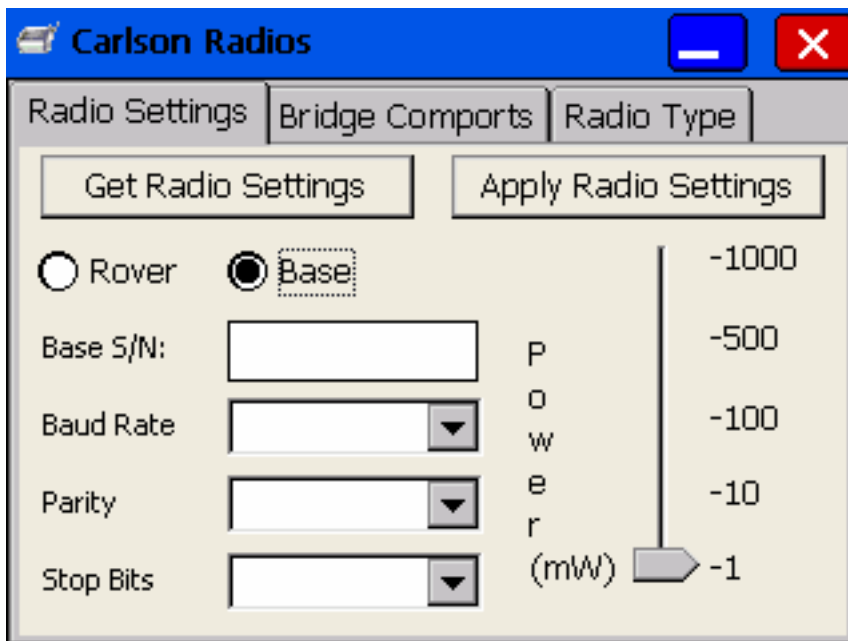 Carlson Radios
Radio Settings
Bridge Comports
Radio Type
Get Radio Settings
Apply Radio Settings
Rover
Base
Base S/N:
Baud Rate
Parity
Stop Bits
Power
(mW)
-1000
-500
-100
-10
-1